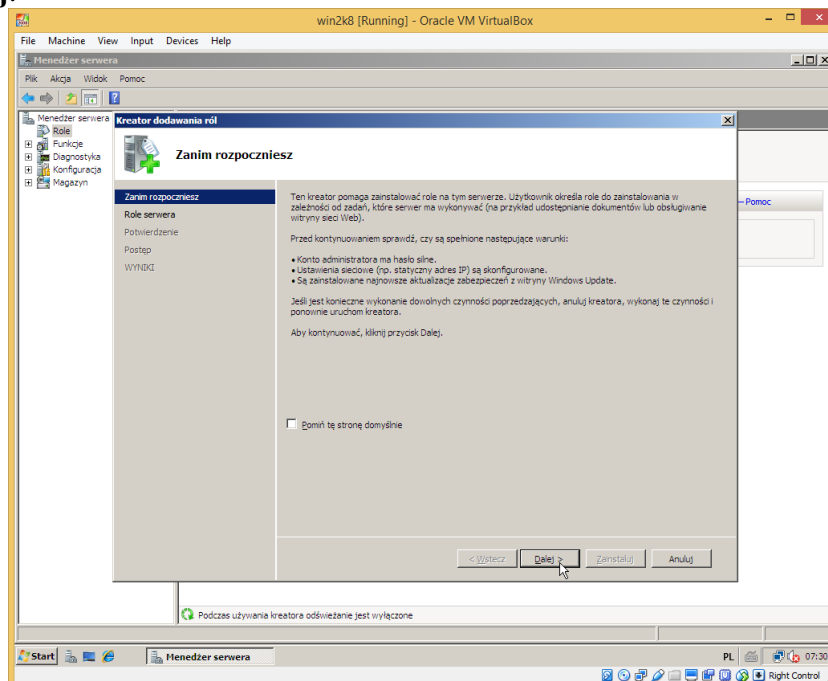 win2k8 [Running] - Oracle VM VirtualBox
File Machine View Input Devices Help
Menedżer serwera
Plik Akcja Widok Pomoc
Menedżer serwera
Role
Funkcje
Diagnostyka
Konfiguracja
Magazyn
Kreator dodawania ról
Zanim rozpoczniesz
Zanim rozpoczniesz
Role serwera
Potwierdzenie
Postęp
WYNIKI
Ten kreator pomaga zainstalować role na tym serwerze. Użytkownik określa role do zainstalowania w
zależności od zadań, które serwer ma wykonywać (na przykład udostępnianie dokumentów lub obsługiwanie
witryny sieci Web).
Przed kontynuowaniem sprawdź, czy są spełnione następujące warunki:
• Konto administratora ma hasło silne.
• Ustawienia sieciowe (np. statyczny adres IP) są skonfigurowane.
• Są zainstalowane najnowsze aktualizacje zabezpieczeń z witryny Windows Update.
Jeśli jest konieczne wykonanie dowolnych czynności poprzedzających, anuluj kreatora, wykonaj te czynności i
ponownie uruchom kreatora.
Aby kontynuować, kliknij przycisk Dalej.
Pomiń tę stronę domyślnie
< Wstecz Dalej > Zainstaluj Anuluj
Pomoc
Podczas używania kreatora odświeżanie jest wyłączone
Start Menedżer serwera PL 07:30
Right Control